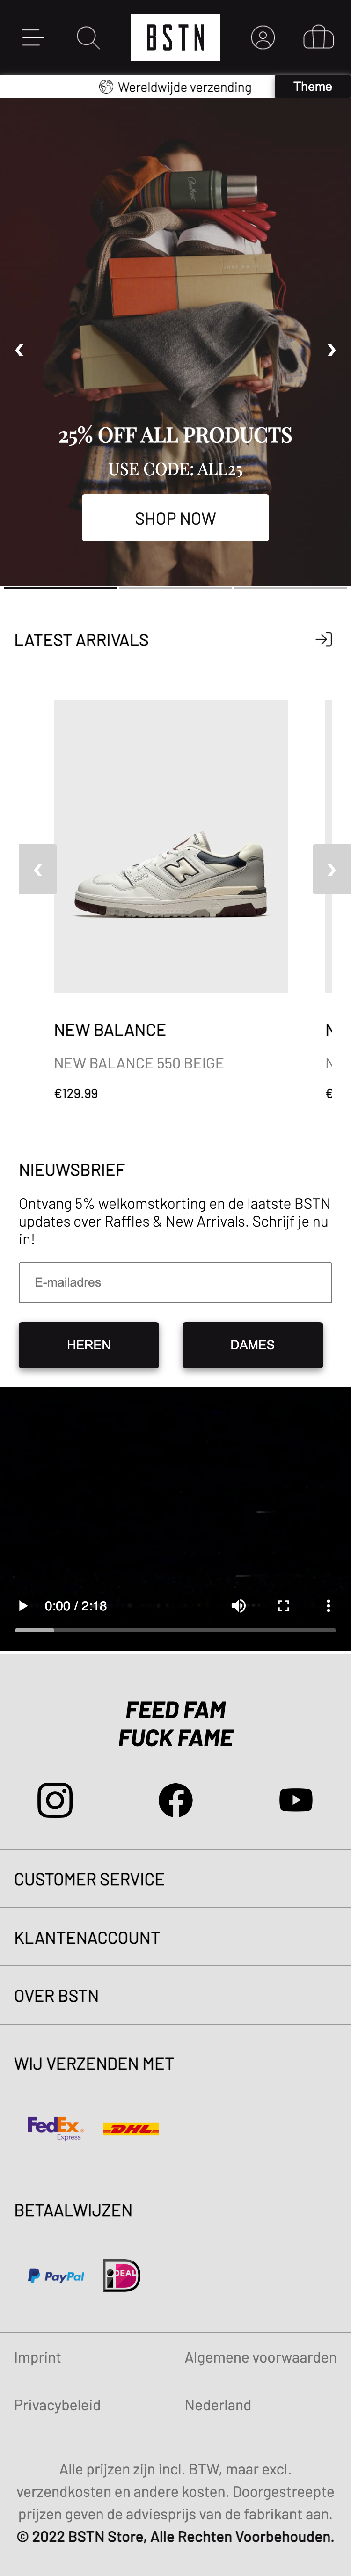 BSTN
Wereldwijde verzending
Theme
25% OFF ALL PRODUCTS
USE CODE: ALL25
SHOP NOW
LATEST ARRIVALS
NEW BALANCE
NEW BALANCE 550 BEIGE
€129.99
€
NIEUWSBRIEF
Ontvang 5% welkomstkorting en de laatste BSTN
updates over Raffles & New Arrivals. Schrijf je nu
in!
E-mailadres
HEREN
DAMES
0:00 / 2:18
FEED FAM
FUCK FAME
CUSTOMER SERVICE
KLANTENACCOUNT
OVER BSTN
WIJ VERZENDEN MET
FedEx Express
DHL
BETAALWIJZEN
PayPal
iDEAL
Imprint
Algemene voorwaarden
Privacybeleid
Nederland
Alle prijzen zijn incl. BTW, maar excl.
verzendkosten en andere kosten. Doorgestreepte
prijzen geven de adviesprijs van de fabrikant aan.
© 2022 BSTN Store, Alle Rechten Voorbehouden.